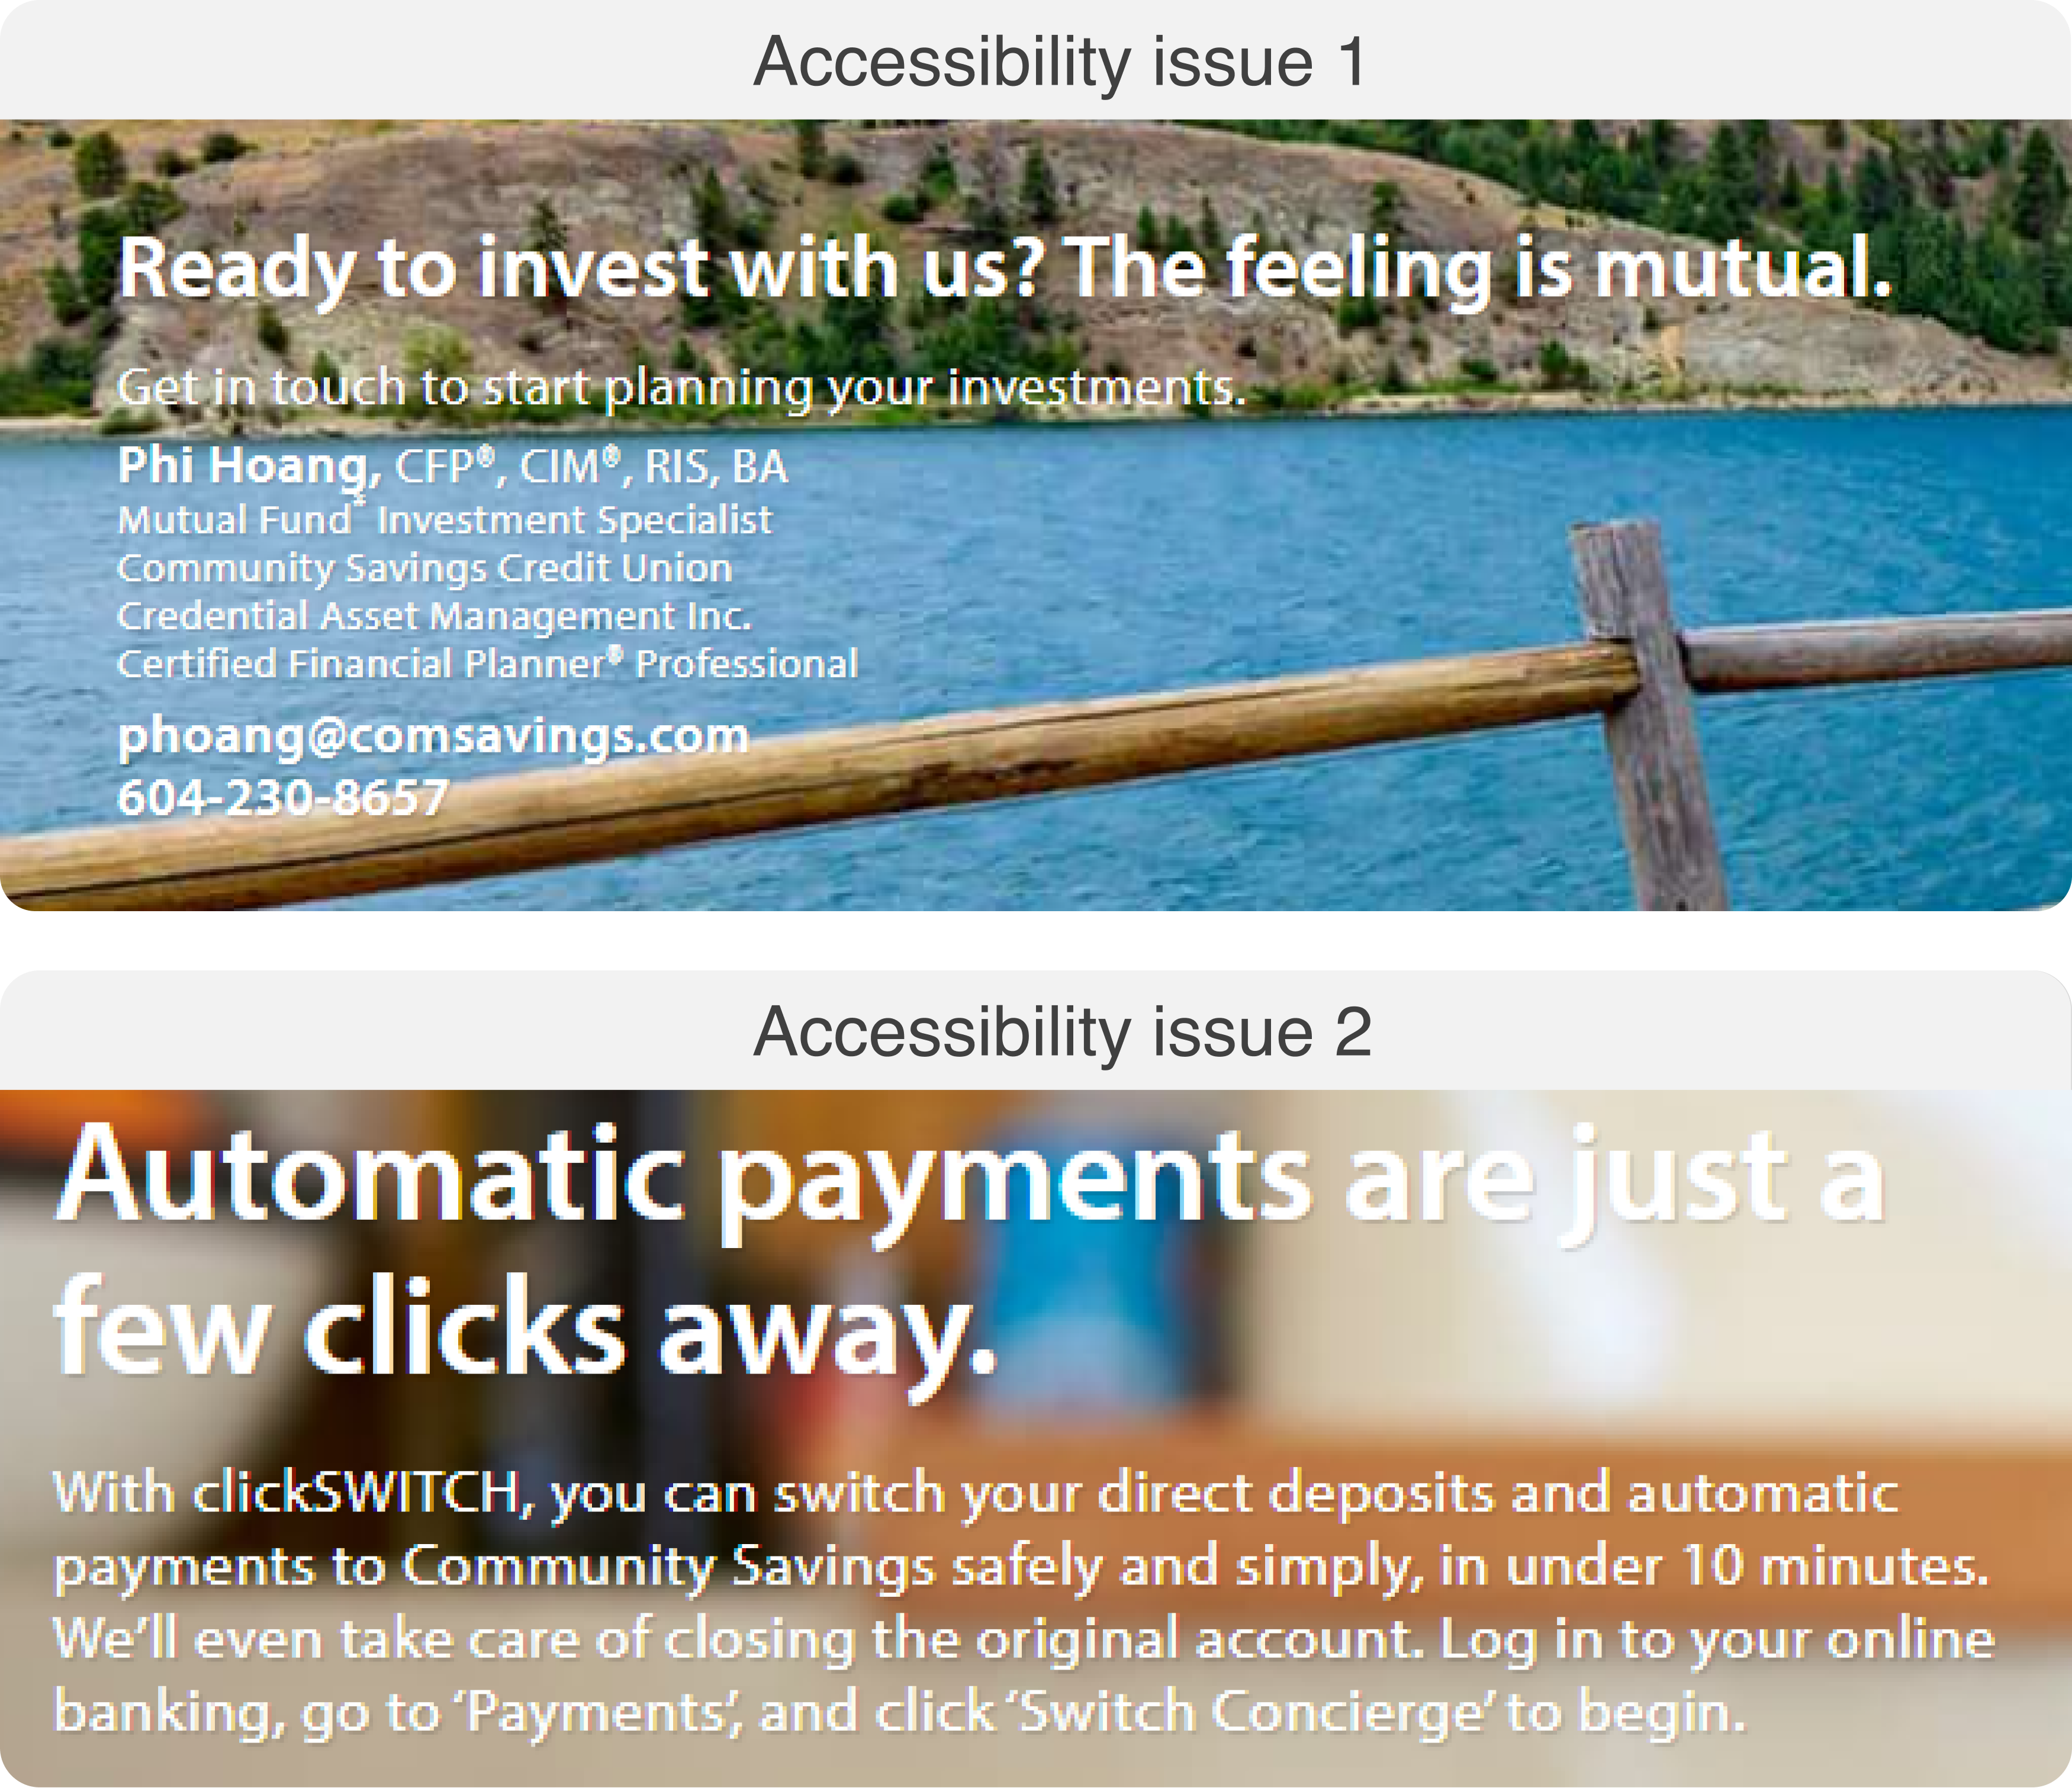 Accessibility issue 1
Ready to invest with us? The feeling is mutual.
Get in touch to start planning your investments.
Phi Hoang, CFP®, CIM®, RIS, BA
Mutual Fund‡ Investment Specialist
Community Savings Credit Union
Credential Asset Management Inc.
Certified Financial Planner® Professional
phoang@comsavings.com
604-230-8657
Accessibility issue 2
Automatic payments are just a
few clicks away.
With clickSWITCH, you can switch your direct deposits and automatic
payments to Community Savings safely and simply, in under 10 minutes.
We’ll even take care of closing the original account. Log in to your online
banking, go to ‘Payments’, and click ‘Switch Concierge’ to begin.